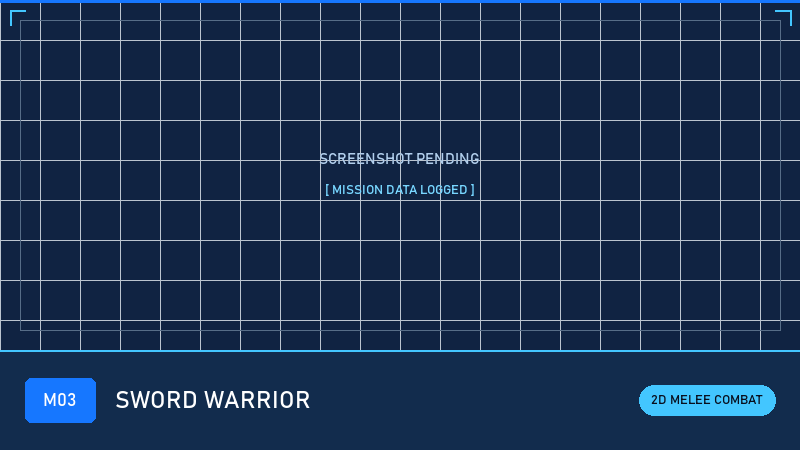 SCREENSHOT PENDING
[ MISSION DATA LOGGED ]
M03
SWORD WARRIOR
2D MELEE COMBAT